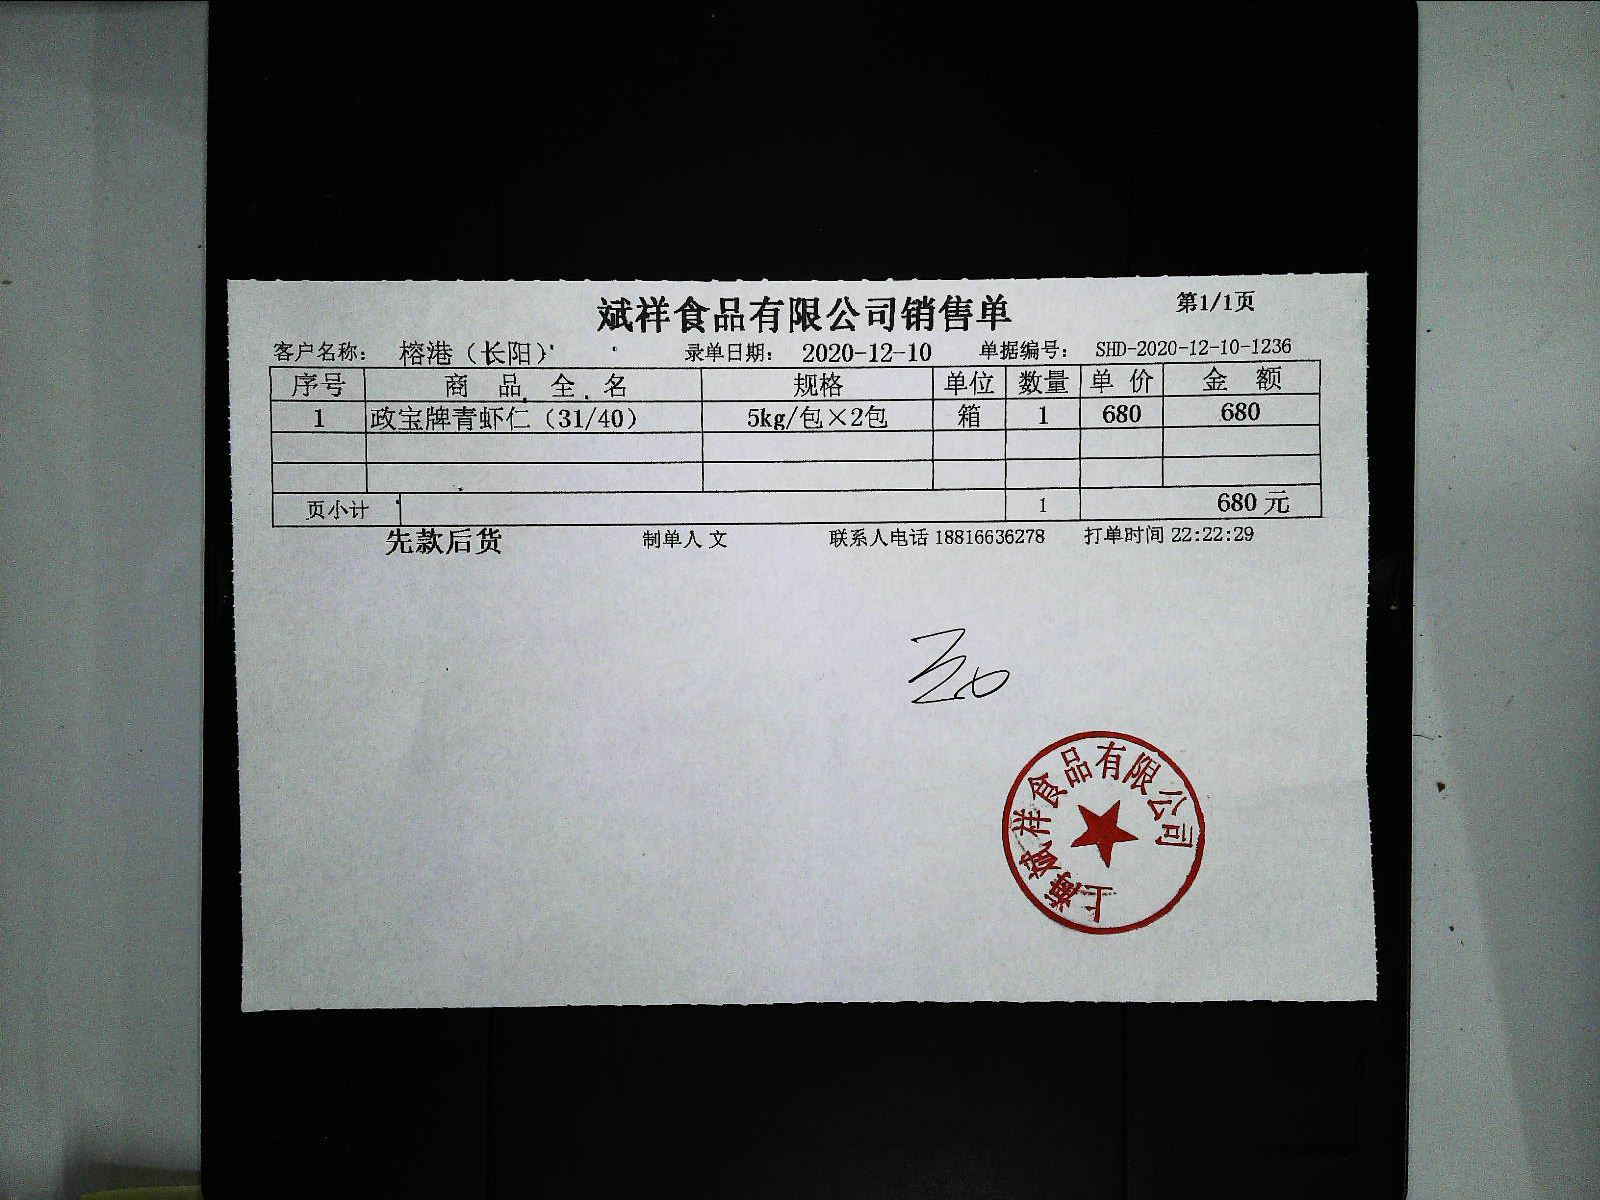 斌祥食品有限公司销售单 第1/1页
客户名称： 榕港（长阳） 录单日期： 2020-12-10 单据编号： SHD-2020-12-10-1236
序号 商品全名 规格 单位 数量 单价 金额
1 政宝牌青虾仁（31/40） 5kg/包×2包 箱 1 680 680
页小计 1 680 元
先款后货 制单人 文 联系人电话 18816636278 打单时间 22:22:29
上海斌祥食品有限公司